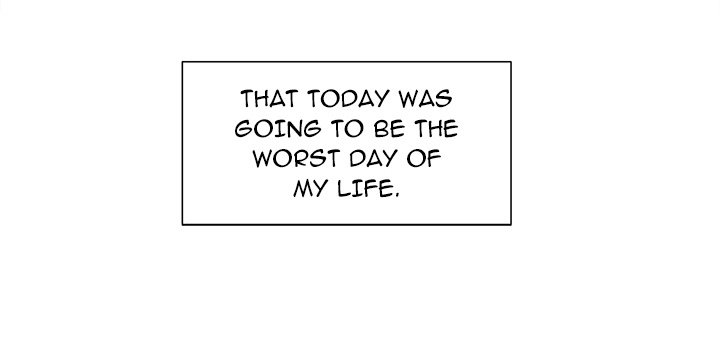 THAT TODAY WAS
GOING TO BE THE
WORST DAY OF
MY LIFE.